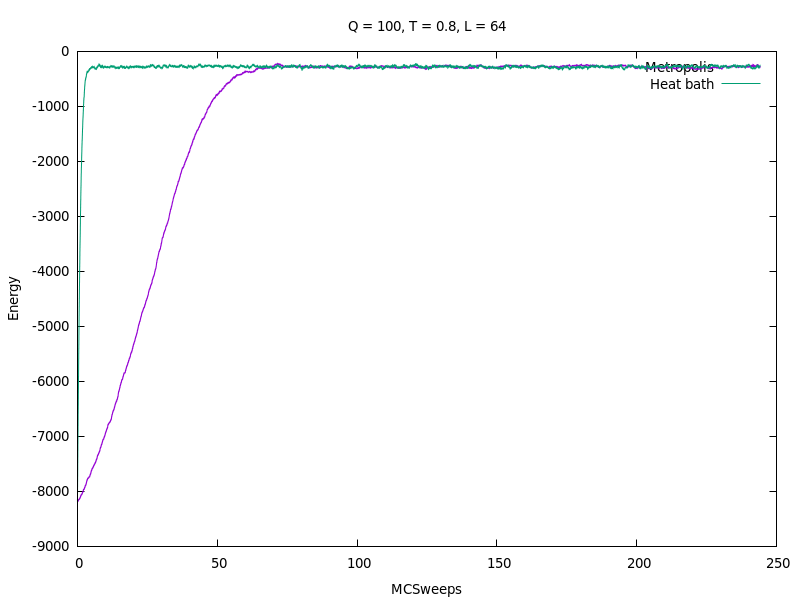 Q = 100, T = 0.8, L = 64
0
Metropolis
Heat bath
-1000
-2000
-3000
-4000
Energy
-5000
-6000
-7000
-8000
-9000
0 50 100 150 200 250
MCSweeps